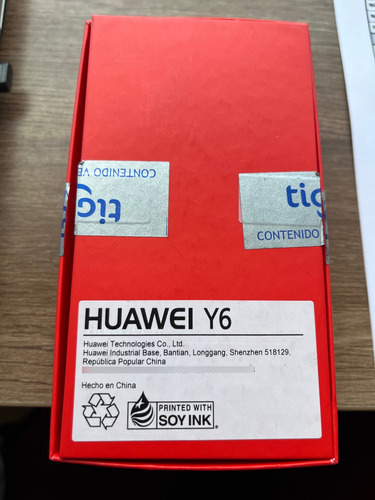 CONTENIDO VE
tig
tig
CONTENIDO
HUAWEI Y6
Huawei Technologies Co., Ltd.
Huawei Industrial Base, Bantian, Longgang, Shenzhen 518129,
República Popular China
Hecho en China
PRINTED WITH
SOY INK